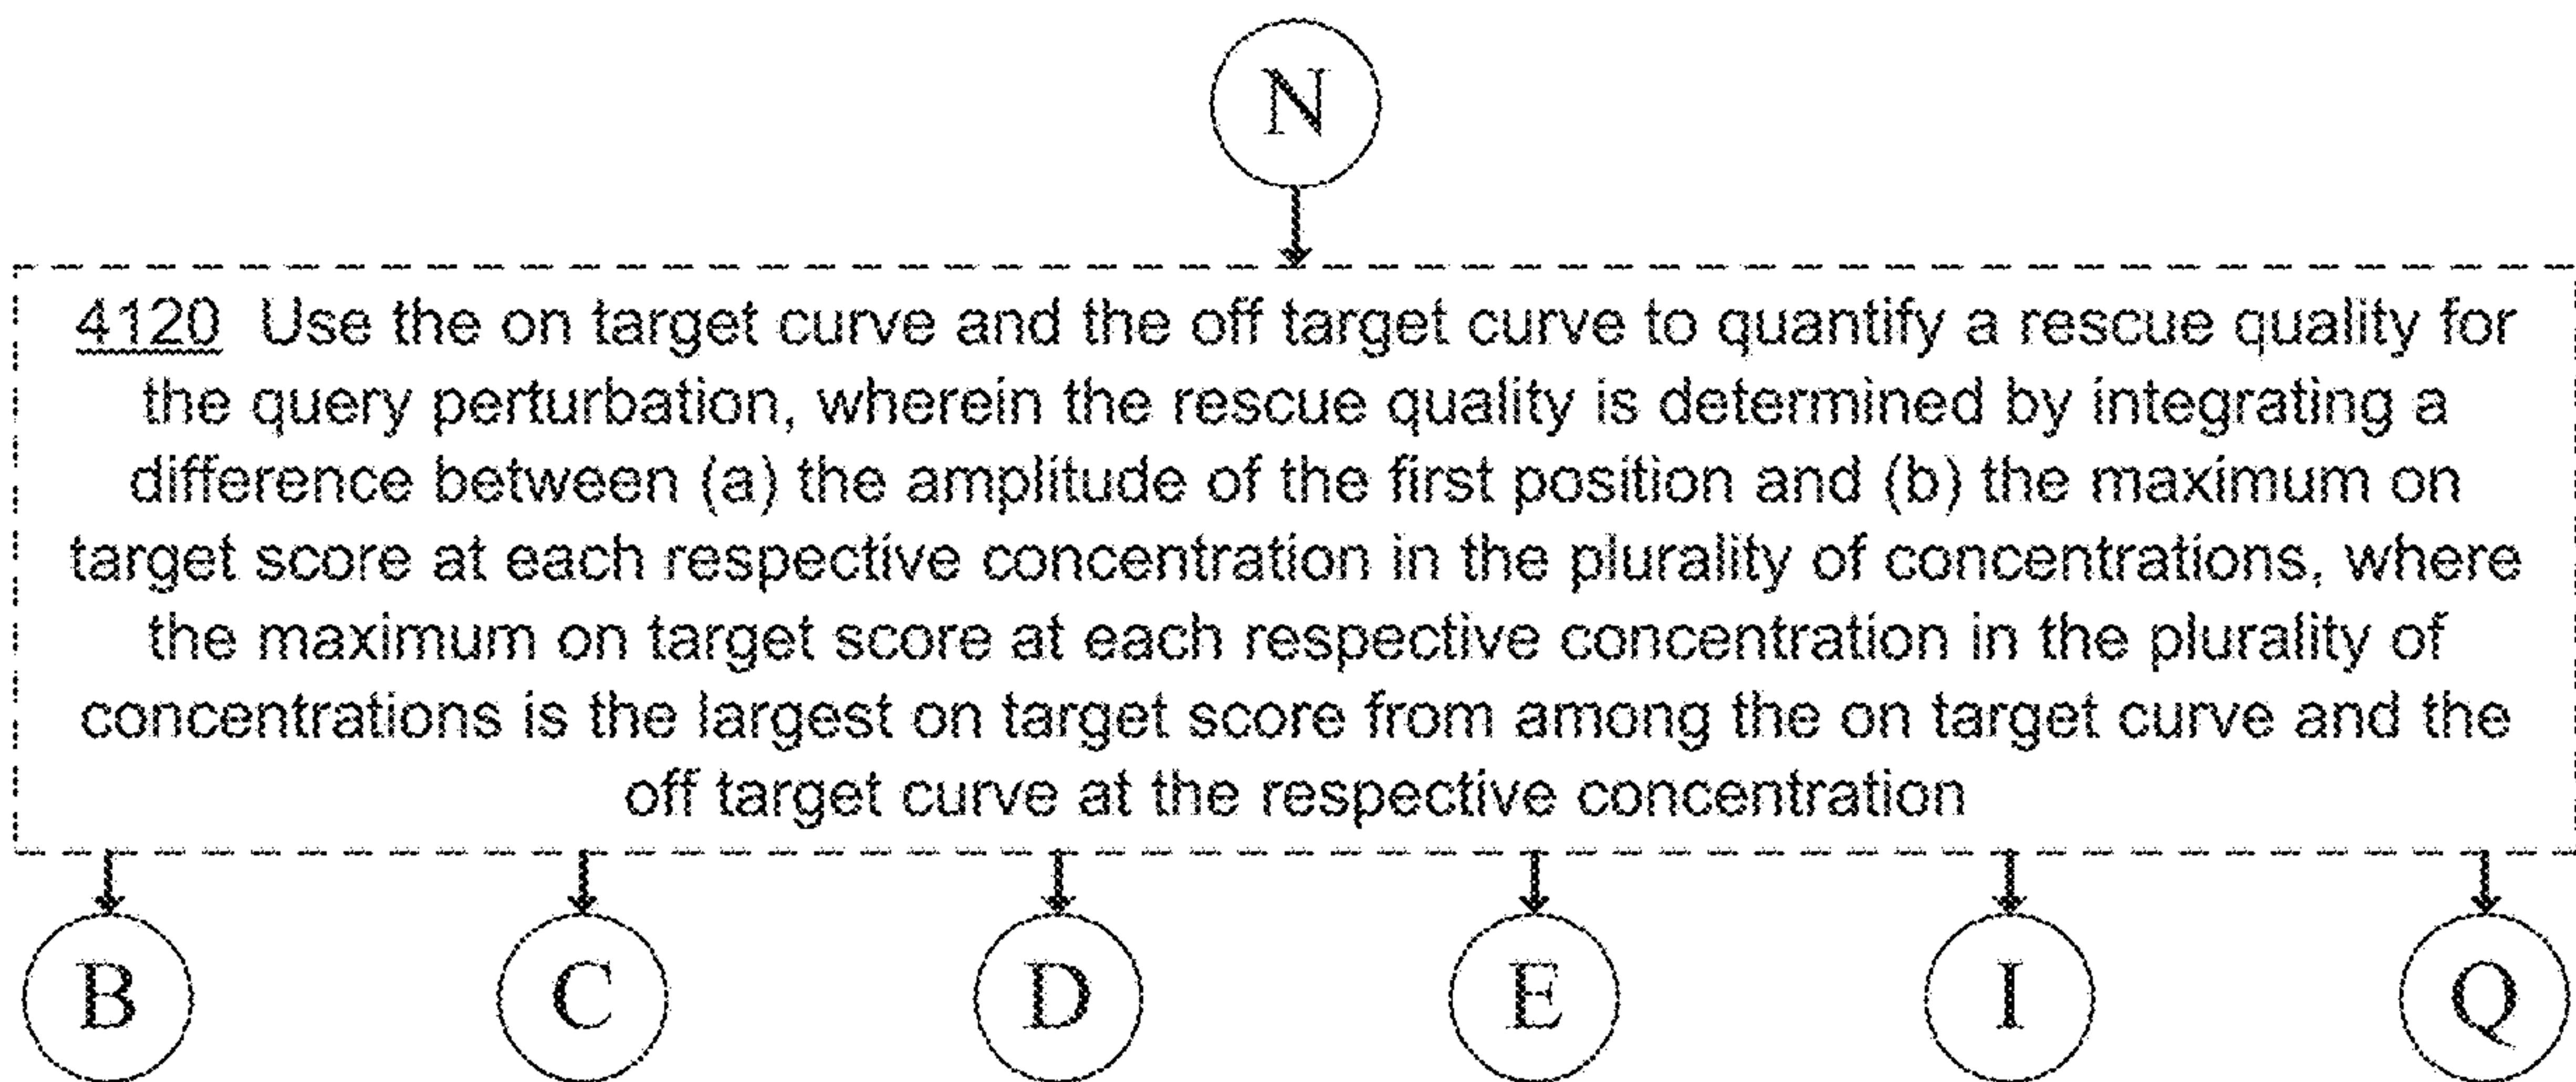 N
4120 Use the on target curve and the off target curve to quantify a rescue quality for
the query perturbation, wherein the rescue quality is determined by integrating a
difference between (a) the amplitude of the first position and (b) the maximum on
target score at each respective concentration in the plurality of concentrations, where
the maximum on target score at each respective concentration in the plurality of
concentrations is the largest on target score from among the on target curve and the
off target curve at the respective concentration
B C D E I Q